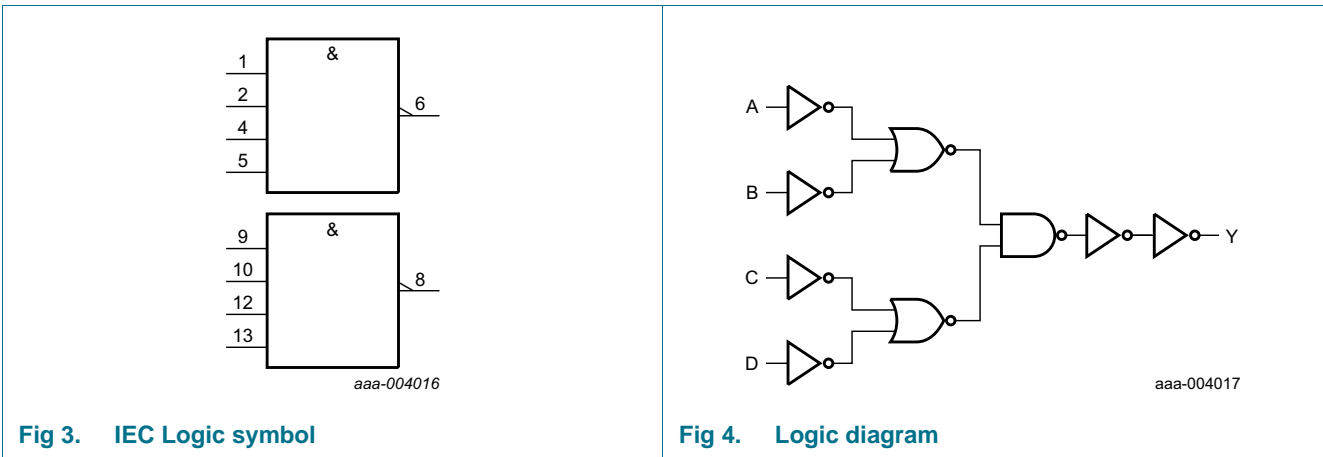 &
1
2
4
5
6
&
9
10
12
13
8
aaa-004016
Fig 3. IEC Logic symbol
A
B
C
D
Y
aaa-004017
Fig 4. Logic diagram